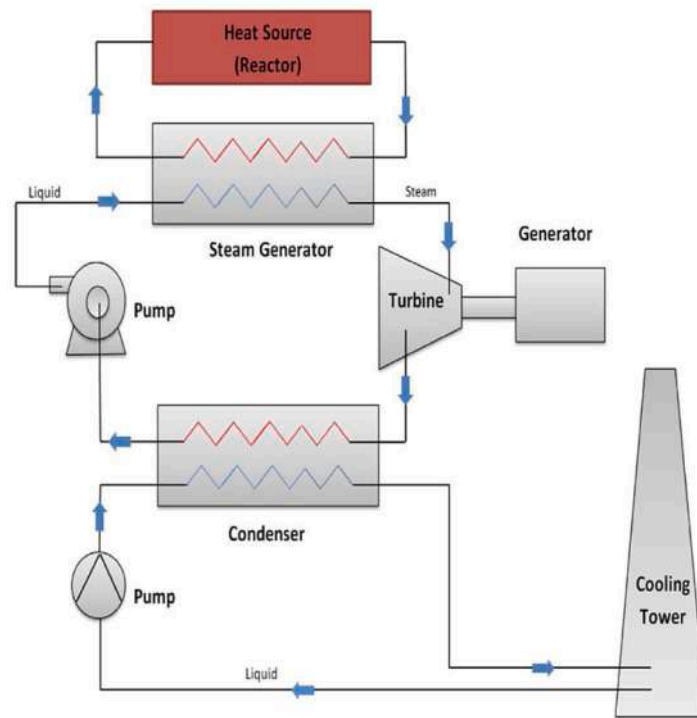 Heat Source
(Reactor)
Liquid
Steam
Steam Generator
Generator
Turbine
Pump
Condenser
Pump
Cooling
Tower
Liquid